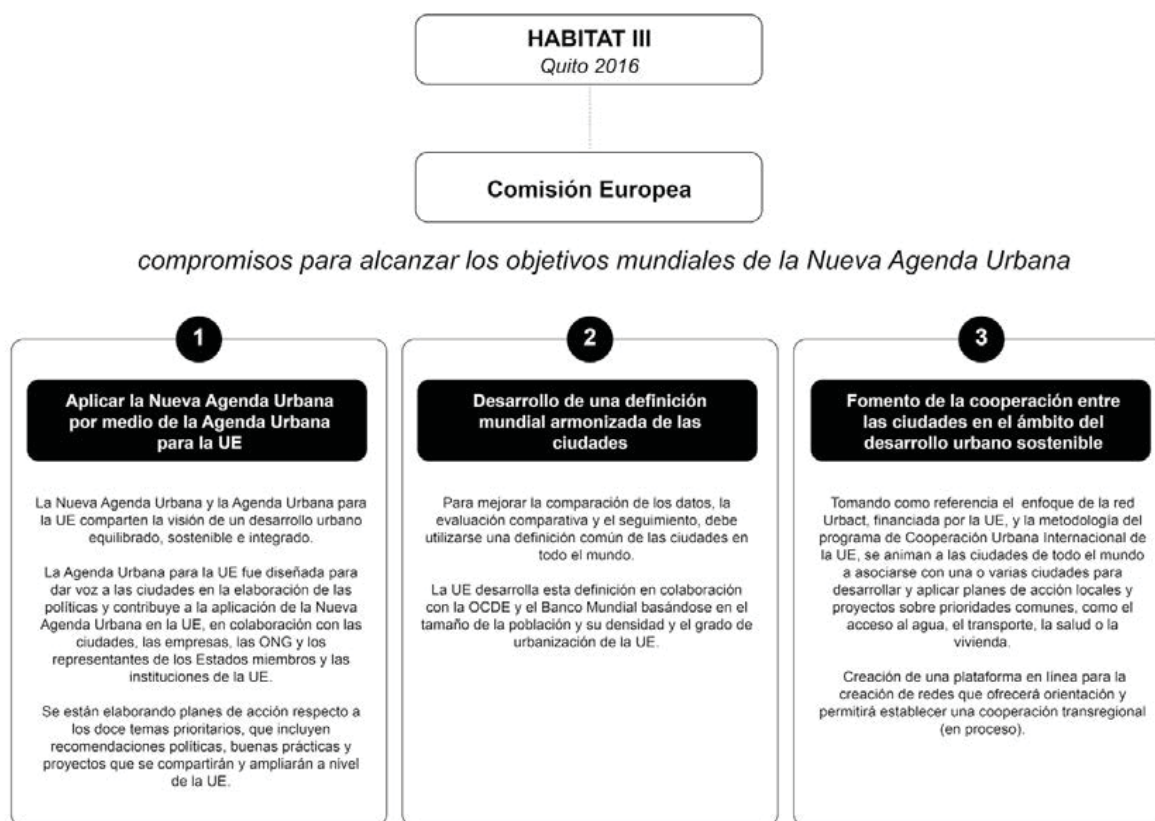 HABITAT III
Quito 2016
Comisión Europea
compromisos para alcanzar los objetivos mundiales de la Nueva Agenda Urbana
1
Aplicar la Nueva Agenda Urbana
por medio de la Agenda Urbana
para la UE
La Nueva Agenda Urbana y la Agenda Urbana para
la UE comparten la visión de un desarrollo urbano
equilibrado, sostenible e integrado.
La Agenda Urbana para la UE fue diseñada para
dar voz a las ciudades en la elaboración de las
políticas y contribuye a la aplicación de la Nueva
Agenda Urbana en la UE, en colaboración con las
ciudades, las empresas, las ONG y los
representantes de los Estados miembros y las
instituciones de la UE.
Se están elaborando planes de acción respecto a
los doce temas prioritarios, que incluyen
recomendaciones políticas, buenas prácticas y
proyectos que se compartirán y ampliarán a nivel
de la UE.
2
Desarrollo de una definición
mundial armonizada de las
ciudades
Para mejorar la comparación de los datos, la
evaluación comparativa y el seguimiento, debe
utilizarse una definición común de las ciudades en
todo el mundo.
La UE desarrolla esta definición en colaboración
con la OCDE y el Banco Mundial basándose en el
tamaño de la población y su densidad y el grado de
urbanización de la UE.
3
Fomento de la cooperación entre
las ciudades en el ámbito del
desarrollo urbano sostenible
Tomando como referencia el enfoque de la red
Urbact, financiada por la UE, y la metodología del
programa de Cooperación Urbana Internacional de
la UE, se animan a las ciudades de todo el mundo
a asociarse con una o varias ciudades para
desarrollar y aplicar planes de acción locales y
proyectos sobre prioridades comunes, como el
acceso al agua, el transporte, la salud o la
vivienda.
Creación de una plataforma en línea para la
creación de redes que ofrecerá orientación y
permitirá establecer una cooperación transregional
(en proceso).